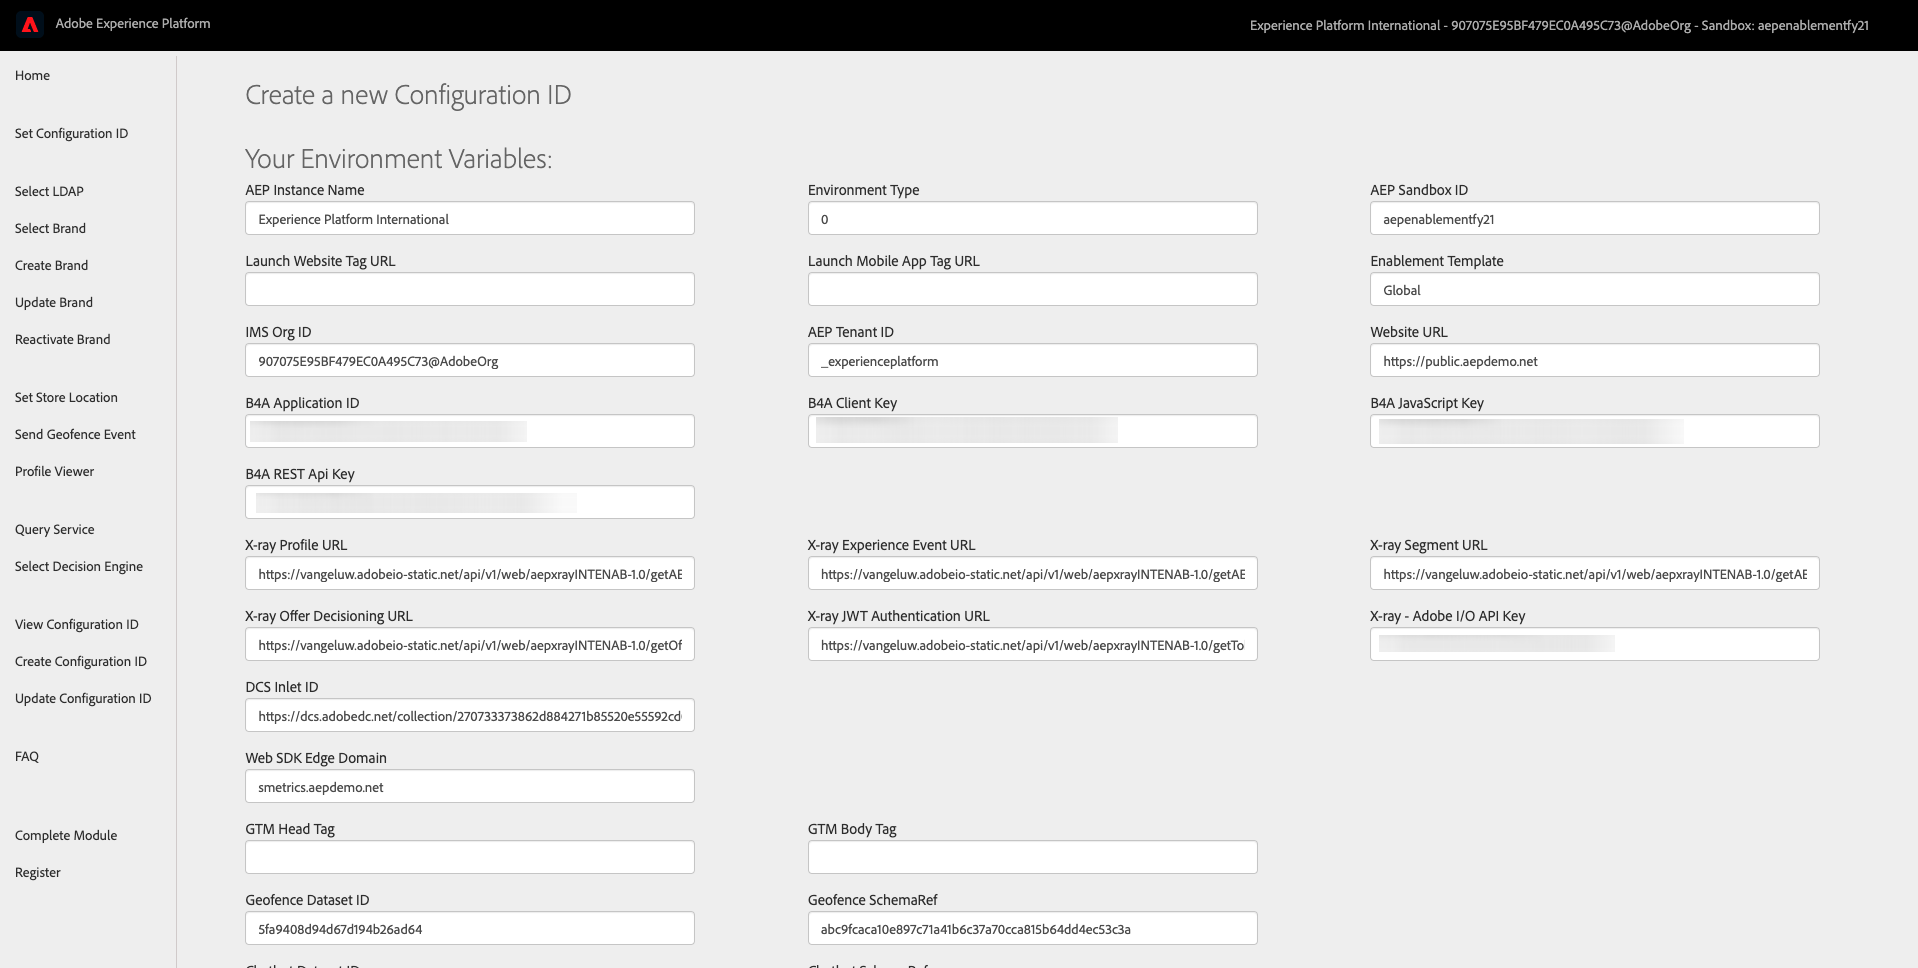 Adobe Experience Platform
Experience Platform International - 907075E95BF479EC0A495C73@AdobeOrg - Sandbox: aepenablementfy21
Home
Set Configuration ID
Select LDAP
Select Brand
Create Brand
Update Brand
Reactivate Brand
Set Store Location
Send Geofence Event
Profile Viewer
Query Service
Select Decision Engine
View Configuration ID
Create Configuration ID
Update Configuration ID
FAQ
Complete Module
Register
Create a new Configuration ID
Your Environment Variables:
AEP Instance Name
Experience Platform International
Environment Type
0
AEP Sandbox ID
aepenablementfy21
Launch Website Tag URL
Launch Mobile App Tag URL
Enablement Template
Global
IMS Org ID
907075E95BF479EC0A495C73@AdobeOrg
AEP Tenant ID
_experienceplatform
Website URL
https://public.aepdemo.net
B4A Application ID
B4A Client Key
B4A JavaScript Key
B4A REST Api Key
X-ray Profile URL
https://vangeluw.adobeio-static.net/api/v1/web/aepxrayINTENAB-1.0/getAE
X-ray Experience Event URL
https://vangeluw.adobeio-static.net/api/v1/web/aepxrayINTENAB-1.0/getAE
X-ray Segment URL
https://vangeluw.adobeio-static.net/api/v1/web/aepxrayINTENAB-1.0/getAE
X-ray Offer Decisioning URL
https://vangeluw.adobeio-static.net/api/v1/web/aepxrayINTENAB-1.0/getOf
X-ray JWT Authentication URL
https://vangeluw.adobeio-static.net/api/v1/web/aepxrayINTENAB-1.0/getTo
X-ray - Adobe I/O API Key
DCS Inlet ID
https://dcs.adobedc.net/collection/270733373862d884271b85520e55592cd
Web SDK Edge Domain
smetrics.aepdemo.net
GTM Head Tag
GTM Body Tag
Geofence Dataset ID
5fa9408d94d67d194b26ad64
Geofence SchemaRef
abc9fcaca10e897c71a41b6c37a70cca815b64dd4ec53c3a